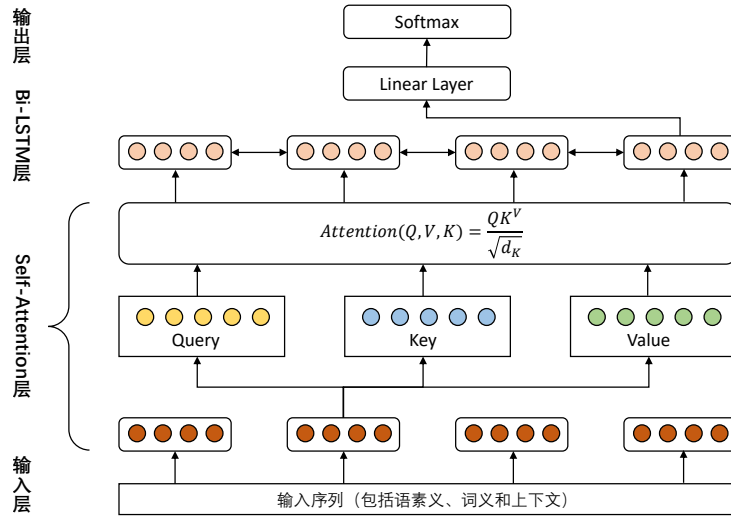 输出层
Softmax
Linear Layer
Bi-LSTM层
Self-Attention层
Attention(Q,V,K) = QK^V / √d_K
Query
Key
Value
输入层
输入序列（包括语素义、词义和上下文）